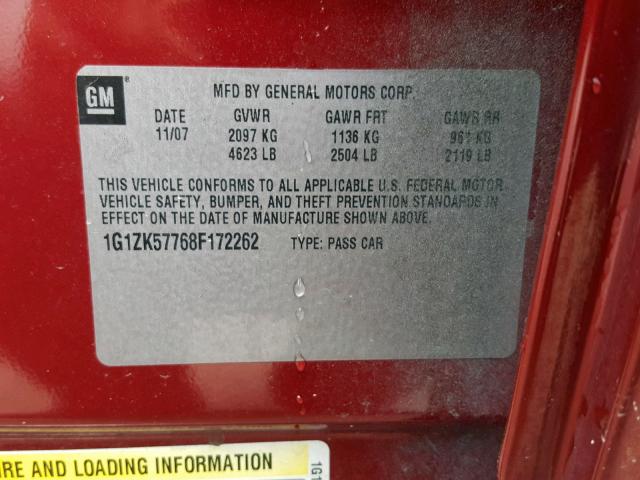 GM
®
MFD BY GENERAL MOTORS CORP.
DATE GVWR GAWR FRT GAWR RR
11/07 2097 KG 1136 KG 961 KG
4623 LB 2504 LB 2119 LB
THIS VEHICLE CONFORMS TO ALL APPLICABLE U.S. FEDERAL MOTOR
VEHICLE SAFETY, BUMPER, AND THEFT PREVENTION STANDARDS IN
EFFECT ON THE DATE OF MANUFACTURE SHOWN ABOVE.
1G1ZK57768F172262 TYPE: PASS CAR
IRE AND LOADING INFORMATION
1G1